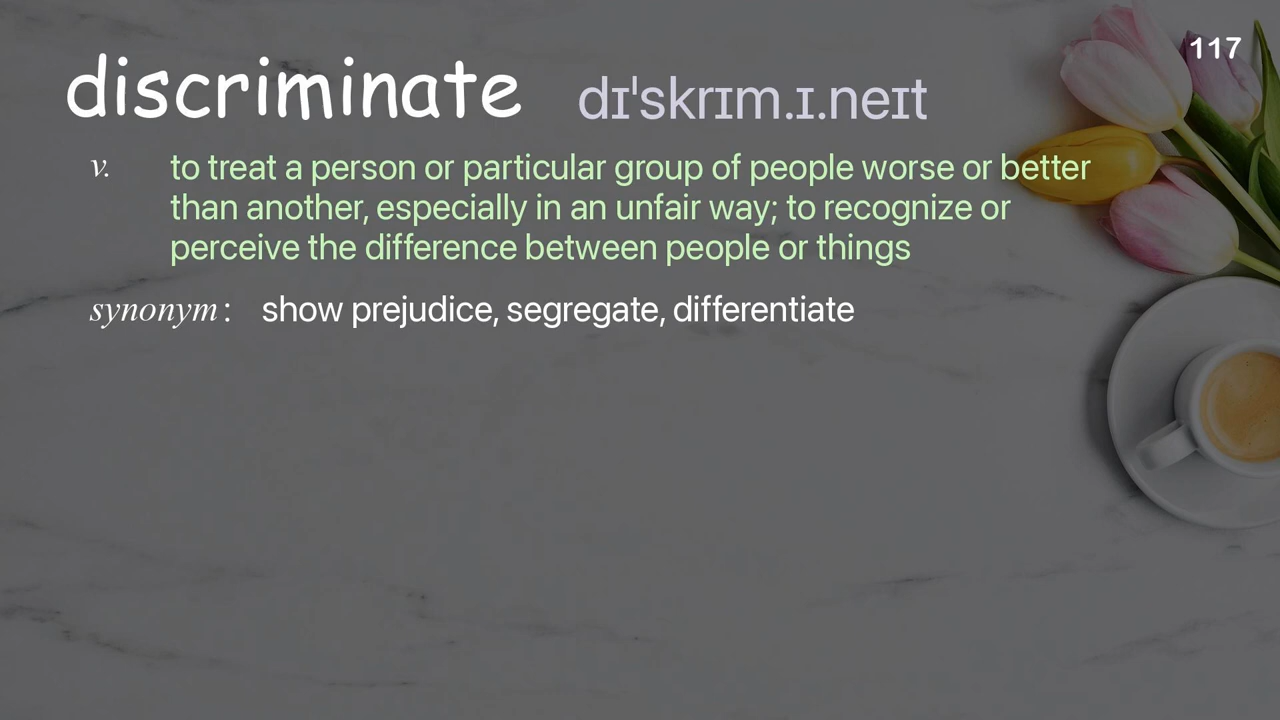 117
discriminate dɪˈskrɪm.ɪ.neɪt
v. to treat a person or particular group of people worse or better
than another, especially in an unfair way; to recognize or
perceive the difference between people or things
synonym: show prejudice, segregate, differentiate